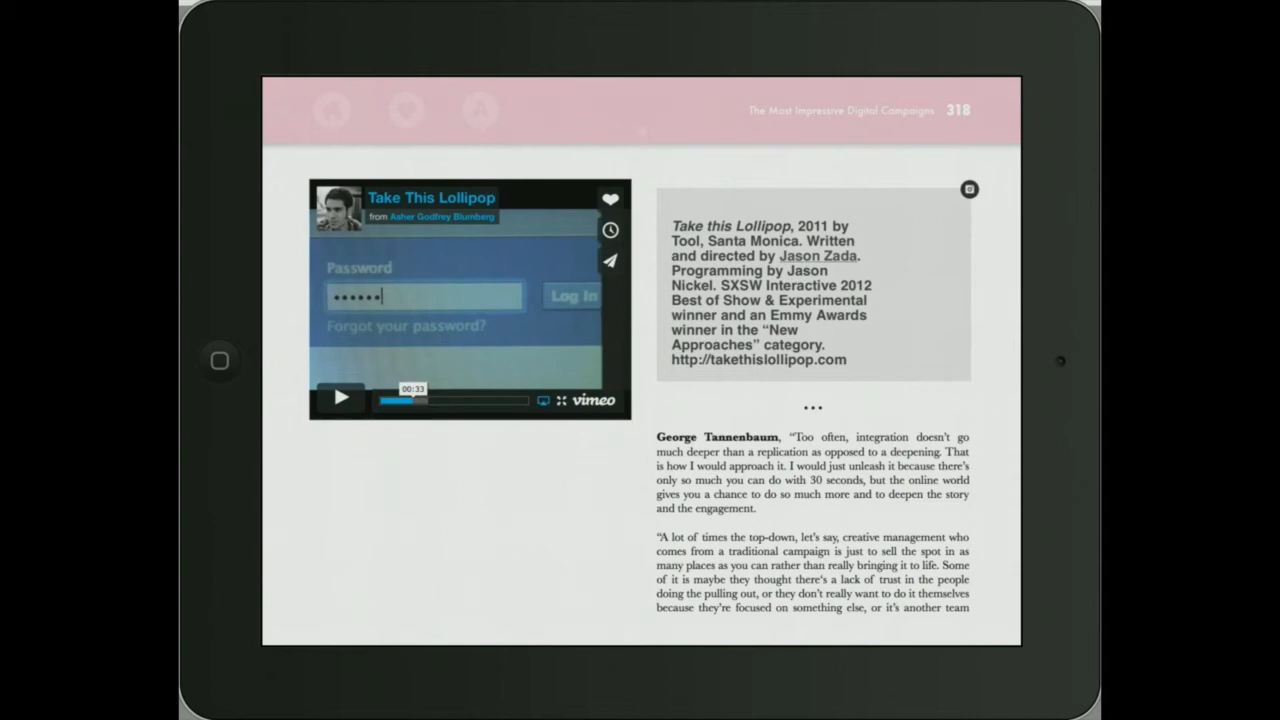 The Most Impressive Digital Campaigns 318
Take This Lollipop
from Asher Godfrey Blumberg
Password
••••••
Log In
Forgot your password?
00:33
vimeo
Take this Lollipop, 2011 by
Tool, Santa Monica. Written
and directed by Jason Zada.
Programming by Jason
Nickel. SXSW Interactive 2012
Best of Show & Experimental
winner and an Emmy Awards
winner in the “New
Approaches” category.
http://takethislollipop.com
•••
George Tannenbaum, “Too often, integration doesn’t go
much deeper than a replication as opposed to a deepening. That
is how I would approach it. I would just unleash it because there’s
only so much you can do with 30 seconds, but the online world
gives you a chance to do so much more and to deepen the story
and the engagement.
“A lot of times the top-down, let’s say, creative management who
comes from a traditional campaign is just to sell the spot in as
many places as you can rather than really bringing it to life. Some
of it is maybe they thought there‘s a lack of trust in the people
doing the pulling out, or they don’t really want to do it themselves
because they’re focused on something else, or it’s another team